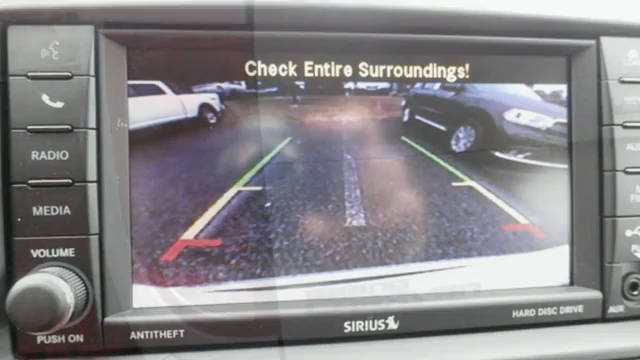 Check Entire Surroundings!
RADIO
MEDIA
VOLUME
PUSH ON
ANTITHEFT
SIRIUS
HARD DISC DRIVE
AUX